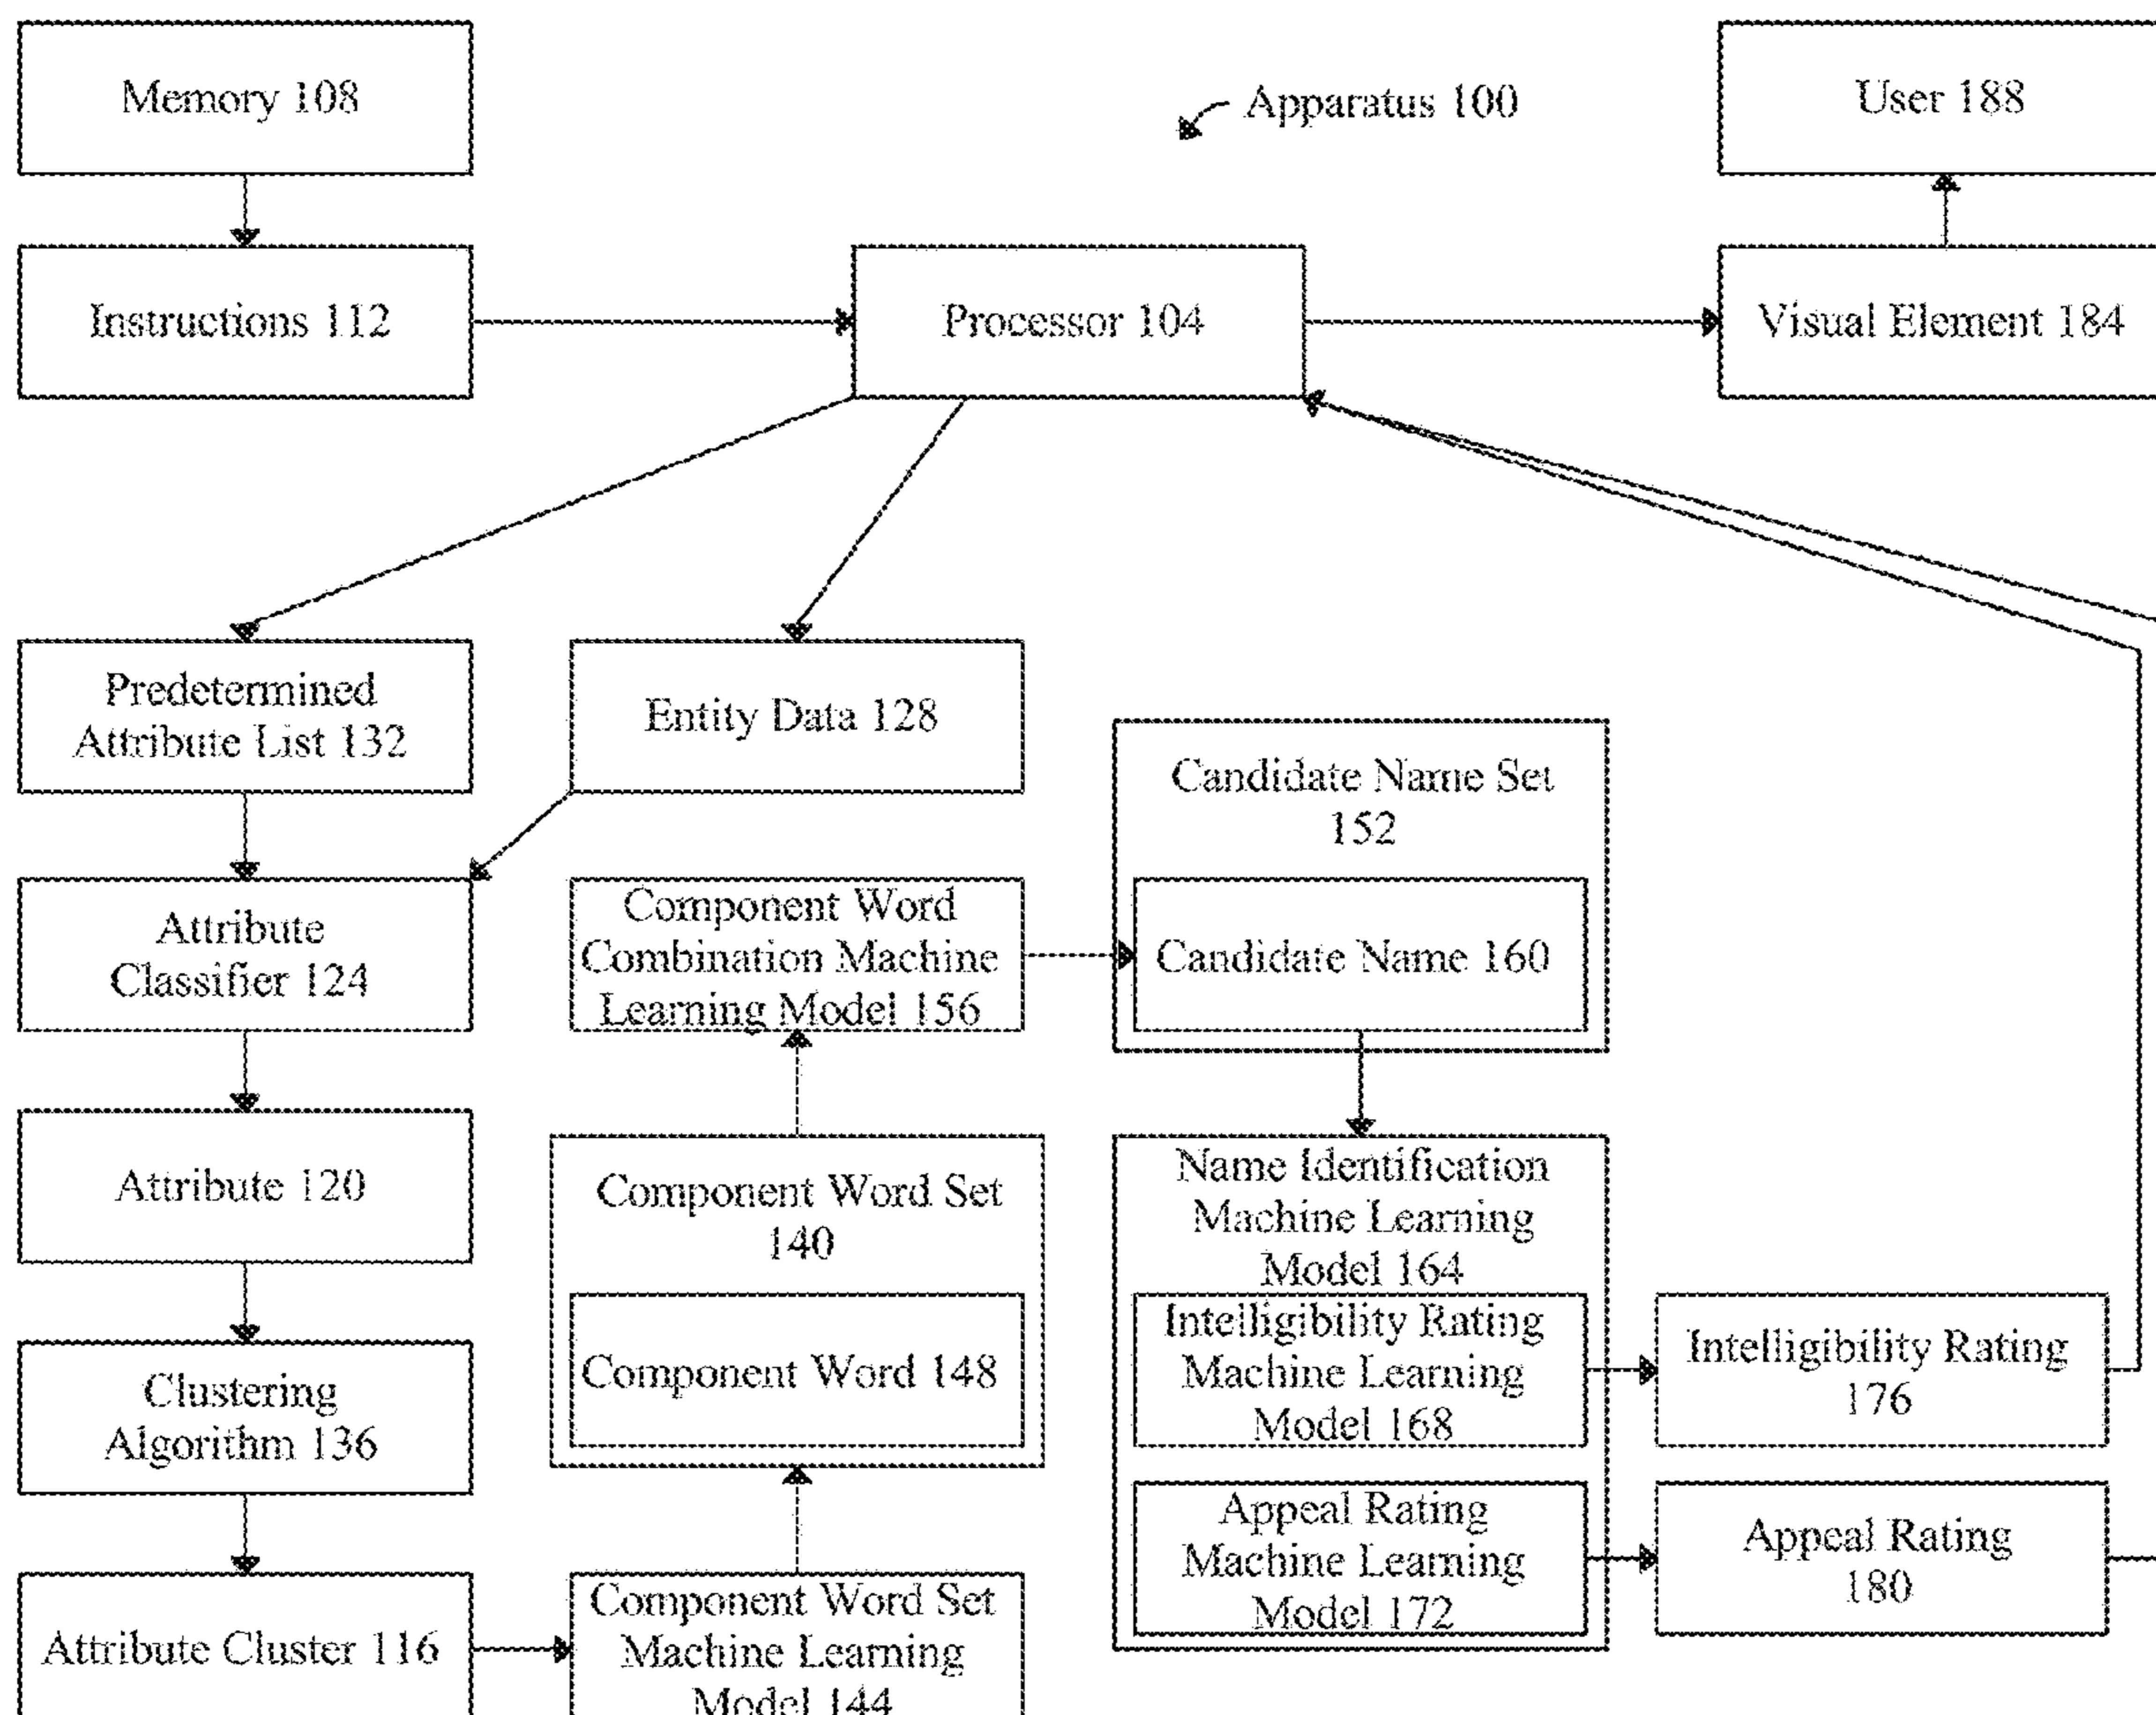 Memory 108
Apparatus 100
User 188
Instructions 112
Processor 104
Visual Element 184
Predetermined
Attribute List 132
Entity Data 128
Candidate Name Set
152
Attribute
Classifier 124
Component Word
Combination Machine
Learning Model 156
Candidate Name 160
Attribute 120
Component Word Set
140
Name Identification
Machine Learning
Model 164
Clustering
Algorithm 136
Component Word 148
Intelligibility Rating
Machine Learning
Model 168
Intelligibility Rating
176
Appeal Rating
Machine Learning
Model 172
Appeal Rating
180
Attribute Cluster 116
Component Word Set
Machine Learning
Model 144